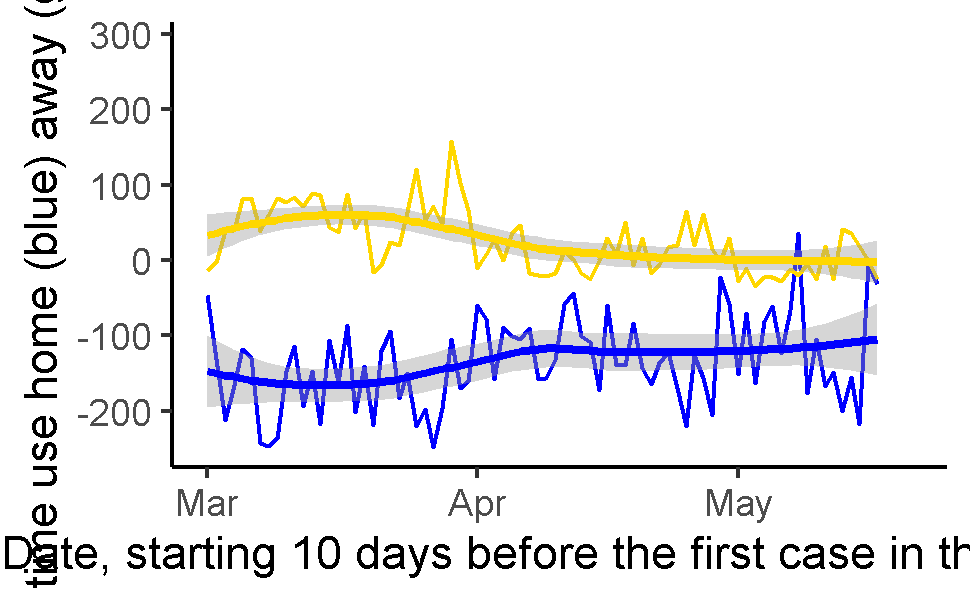 time use home (blue) away (
300
200
100
0
-100
-200
Mar Apr May
Date, starting 10 days before the first case in th